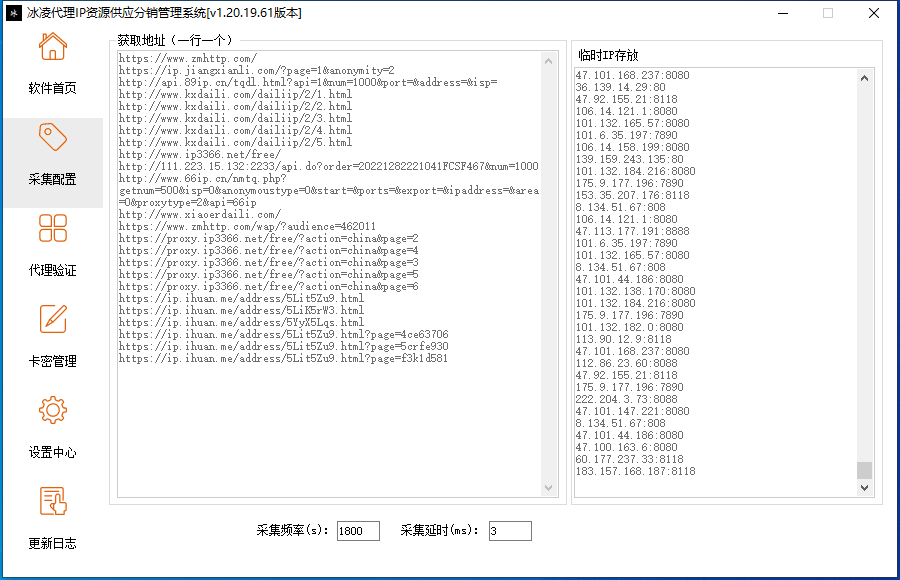 冰凌代理IP资源供应分销管理系统[v1.20.19.61版本]
软件首页
采集配置
代理验证
卡密管理
设置中心
更新日志
获取地址（一行一个）
https://www.zmhttp.com/
https://ip.jiangxianli.com/?page=1&anonymity=2
http://api.89ip.cn/tqdl.html?api=1&num=1000&port=&address=&isp=
http://www.kxdaili.com/dailiip/2/1.html
http://www.kxdaili.com/dailiip/2/2.html
http://www.kxdaili.com/dailiip/2/3.html
http://www.kxdaili.com/dailiip/2/4.html
http://www.kxdaili.com/dailiip/2/5.html
http://www.ip3366.net/free/
http://111.223.15.132:2233/api.do?order=20221282221041FCSF467&num=1000
http://www.66ip.cn/nmtq.php?
getnum=500&isp=0&anonymoustype=0&start=&ports=&export=&ipaddress=&area
=0&proxytype=2&api=66ip
http://www.xiaoerdaili.com/
https://www.zmhttp.com/wap/?audience=462011
https://proxy.ip3366.net/free/?action=china&page=2
https://proxy.ip3366.net/free/?action=china&page=4
https://proxy.ip3366.net/free/?action=china&page=3
https://proxy.ip3366.net/free/?action=china&page=5
https://proxy.ip3366.net/free/?action=china&page=6
https://ip.ihuan.me/address/5Lit5Zu9.html
https://ip.ihuan.me/address/5LiK5rW3.html
https://ip.ihuan.me/address/5YyX5Lqs.html
https://ip.ihuan.me/address/5Lit5Zu9.html?page=4ce63706
https://ip.ihuan.me/address/5Lit5Zu9.html?page=5crfe930
https://ip.ihuan.me/address/5Lit5Zu9.html?page=f3k1d581
临时IP存放
47.101.168.237:8080
36.139.14.29:80
47.92.155.21:8118
106.14.121.1:8080
101.132.165.57:8080
101.6.35.197:7890
106.14.158.199:8080
139.159.243.135:80
101.132.184.216:8080
175.9.177.196:7890
153.35.207.176:8118
8.134.51.67:808
106.14.121.1:8080
47.113.177.191:8888
101.6.35.197:7890
101.132.165.57:8080
8.134.51.67:808
47.101.44.186:8080
101.132.138.170:8080
101.132.184.216:8080
175.9.177.196:7890
101.132.182.0:8080
113.90.12.9:8118
47.101.168.237:8080
112.86.23.60:8088
47.92.155.21:8118
175.9.177.196:7890
222.204.3.73:8088
47.101.147.221:8080
8.134.51.67:808
47.101.44.186:8080
47.100.163.6:8080
60.177.237.33:8118
183.157.168.187:8118
采集频率(s)： 1800 采集延时(ms)： 3